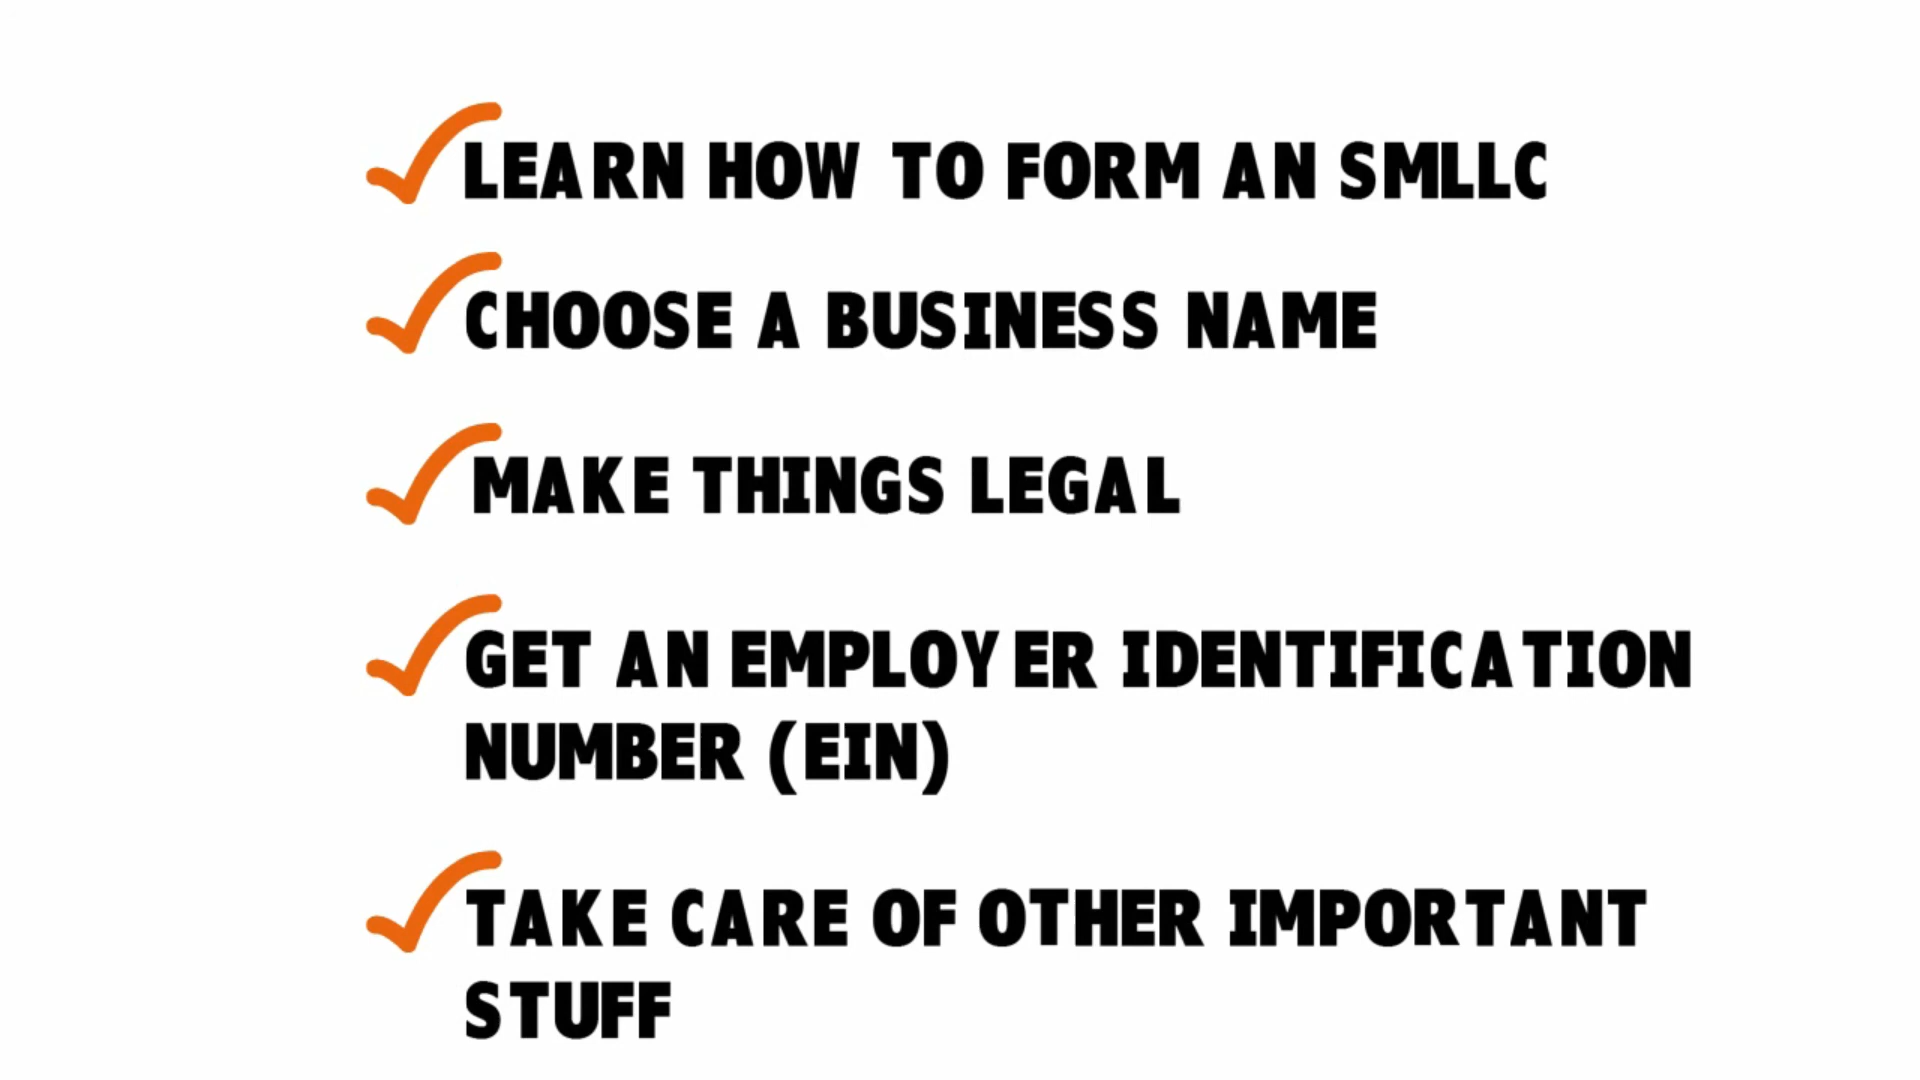 LEARN HOW TO FORM AN SMLLC
CHOOSE A BUSINESS NAME
MAKE THINGS LEGAL
GET AN EMPLOYER IDENTIFICATION
NUMBER (EIN)
TAKE CARE OF OTHER IMPORTANT
STUFF